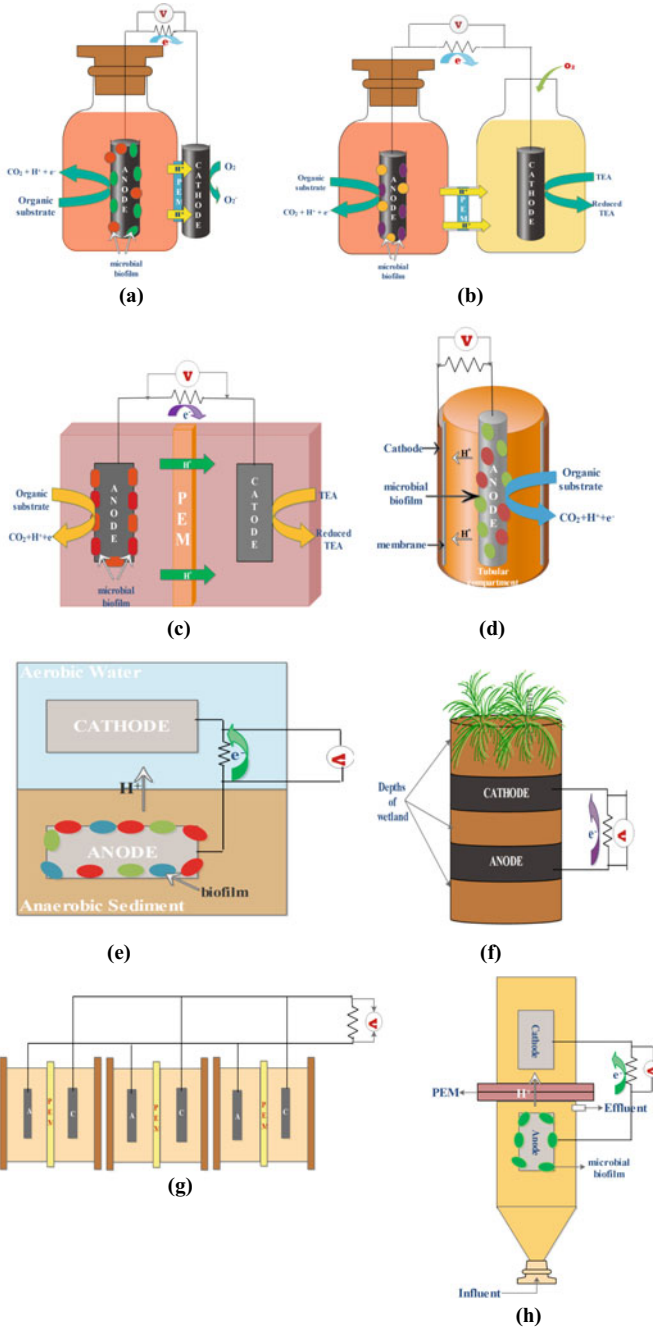 V
e
CO₂ + H⁺ + e⁻
Organic
substrate
ANODE
H⁺
PEM
H⁺
CATHODE
O₂
O₂⁻
microbial
biofilm
(a)
V
e
O₂
Organic
substrate
CO₂ + H⁺ + e⁻
ANODE
H⁺
PEM
H⁺
CATHODE
TEA
Reduced
TEA
microbial
biofilm
(b)
V
e⁻
Organic
substrate
CO₂+H⁺+e⁻
ANODE
H⁺
PEM
H⁺
CATODE
TEA
Reduced
TEA
microbial
biofilm
(c)
V
Cathode
microbial
biofilm
membrane
H⁺
H⁺
ANODE
Organic
substrate
CO₂+H⁺+e⁻
Tubular
(d)
Aerobic Water
CATHODE
H⁺
e⁻
V
ANODE
biofilm
Anaerobic Sediment
(e)
Depths of
wetland
CATHODE
ANODE
e⁻
V
(f)
V
A
PEM
C
A
PEM
C
A
PEM
C
(g)
Cathode
e⁻
V
PEM
H⁺
Effluent
Anode
microbial
biofilm
Influent
(h)